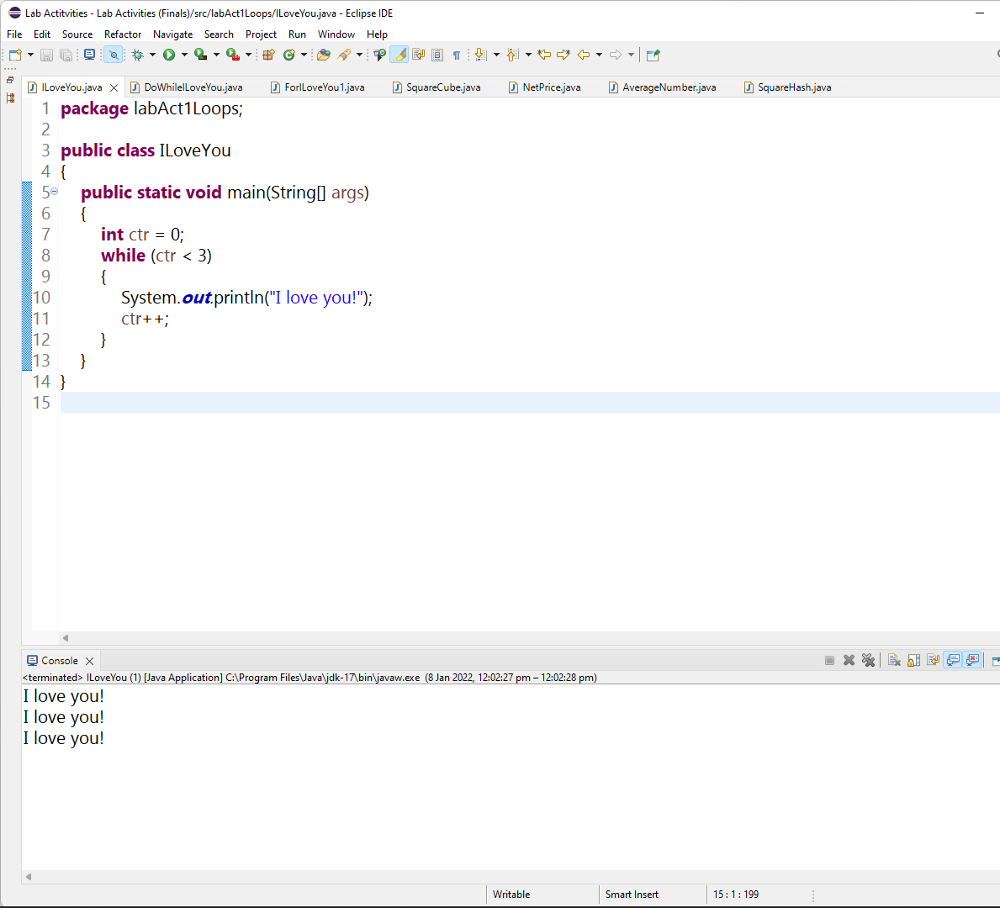 Lab Actitvities - Lab Activities (Finals)/src/labAct1Loops/ILoveYou.java - Eclipse IDE
File Edit Source Refactor Navigate Search Project Run Window Help
ILoveYou.java DoWhileILoveYou.java ForILoveYou1.java SquareCube.java NetPrice.java AverageNumber.java SquareHash.java
1 package labAct1Loops;
2
3 public class ILoveYou
4 {
5 public static void main(String[] args)
6 {
7 int ctr = 0;
8 while (ctr < 3)
9 {
10 System.out.println("I love you!");
11 ctr++;
12 }
13 }
14 }
15
Console
<terminated> ILoveYou (1) [Java Application] C:\Program Files\Java\jdk-17\bin\javaw.exe (8 Jan 2022, 12:02:27 pm – 12:02:28 pm)
I love you!
I love you!
I love you!
Writable Smart Insert 15 : 1 : 199